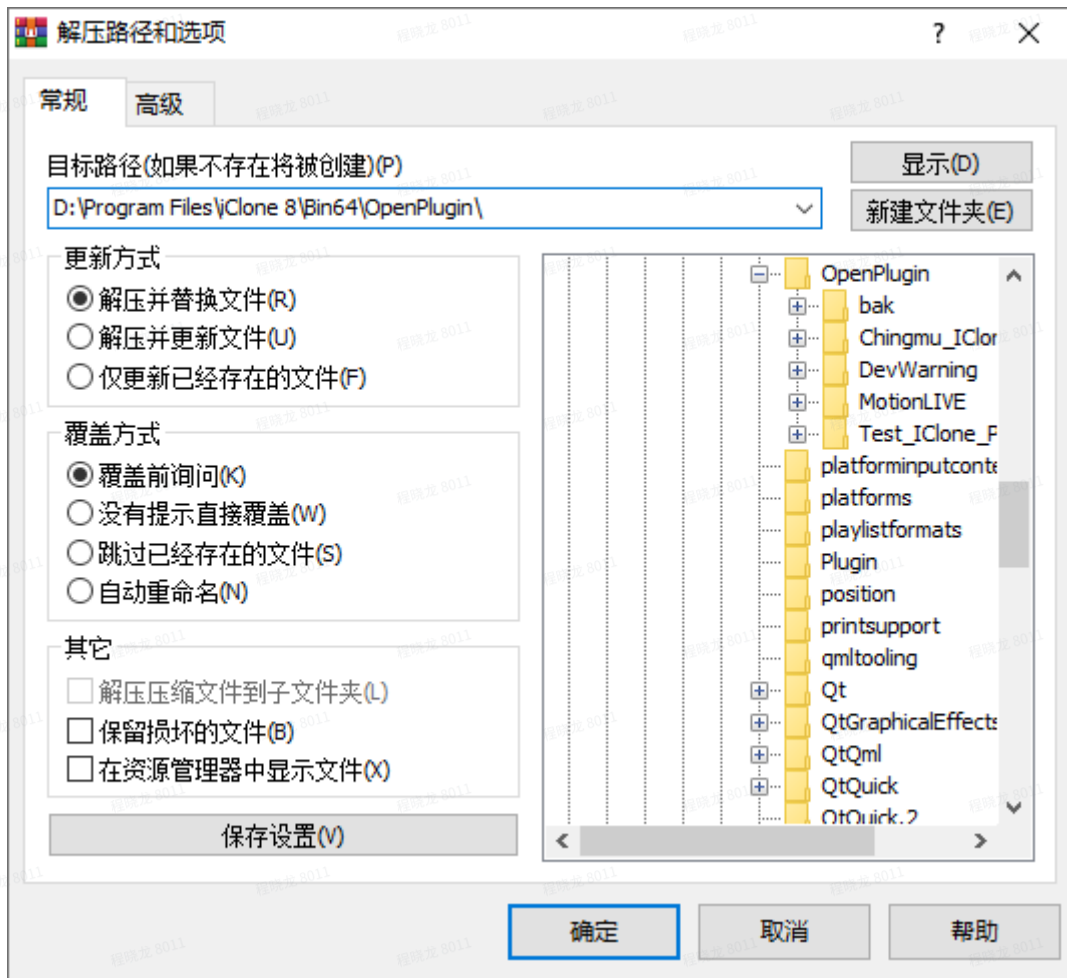 解压路径和选项
?
常规
高级
目标路径(如果不存在将被创建)(P)
显示(D)
D:\Program Files\iClone 8\Bin64\OpenPlugin\
新建文件夹(E)
更新方式
解压并替换文件(R)
解压并更新文件(U)
仅更新已经存在的文件(F)
覆盖方式
覆盖前询问(K)
没有提示直接覆盖(W)
跳过已经存在的文件(S)
自动重命名(N)
其它
解压压缩文件到子文件夹(L)
保留损坏的文件(B)
在资源管理器中显示文件(X)
保存设置(V)
OpenPlugin
bak
Chingmu_IClor
DevWarning
MotionLIVE
Test_IClone_P
platforminputconte
platforms
playlistformats
Plugin
position
printsupport
qmltooling
Qt
QtGraphicalEffects
QtQml
QtQuick
QtQuick.2
确定
取消
帮助
程晓龙 8011